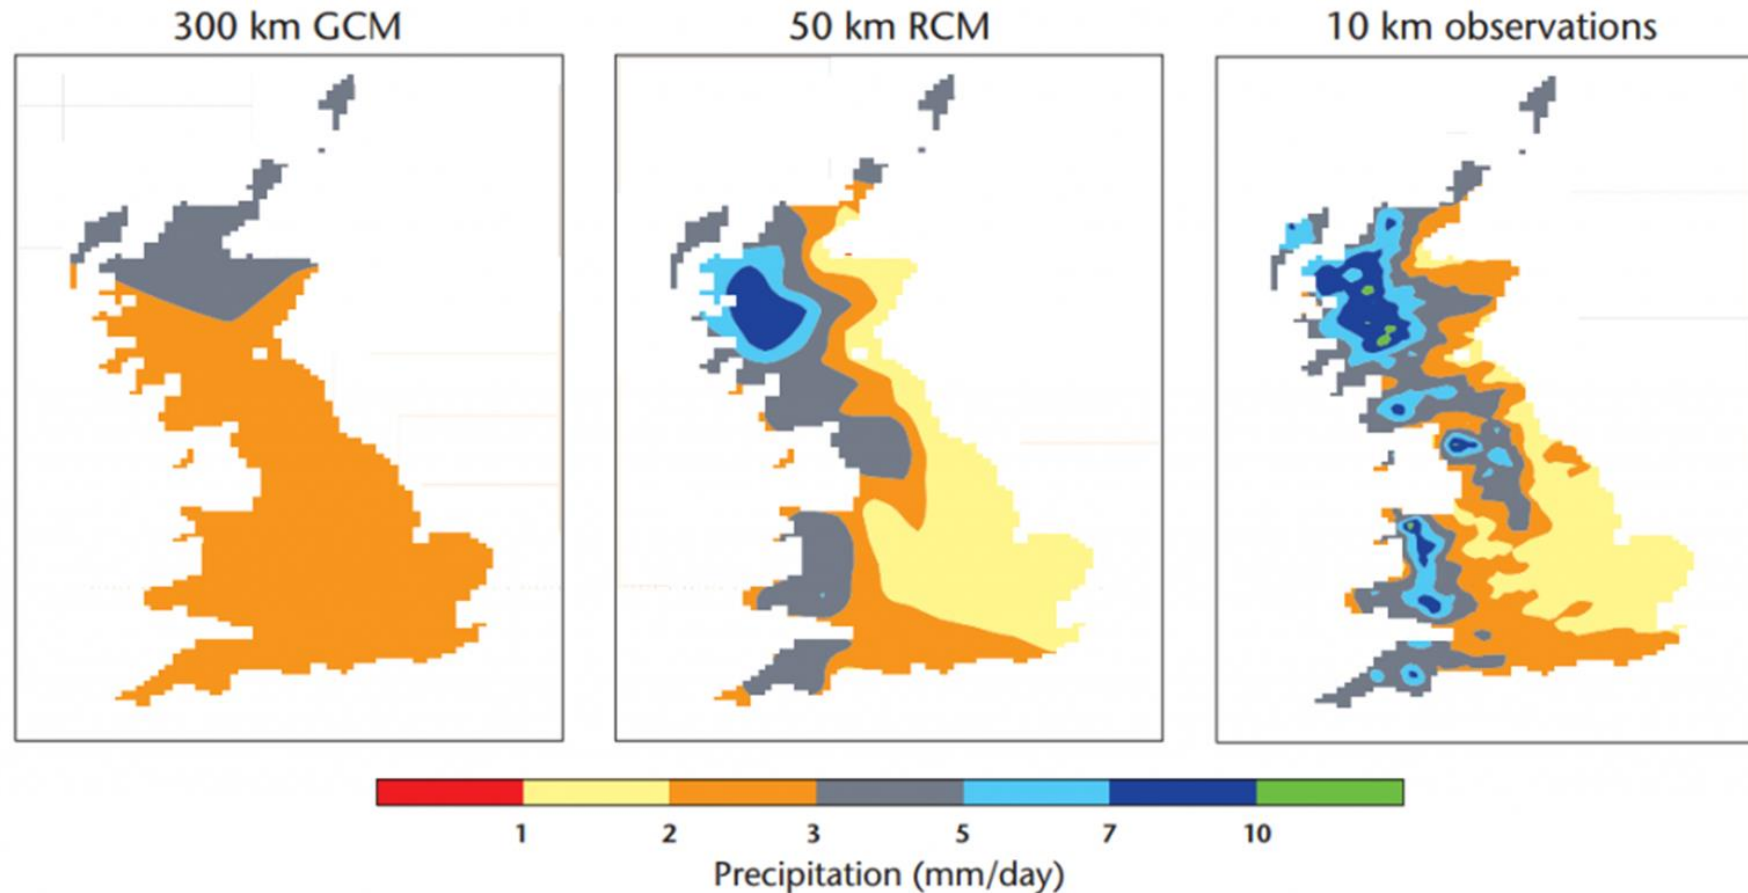 300 km GCM
50 km RCM
10 km observations
1 2 3 5 7 10
Precipitation (mm/day)